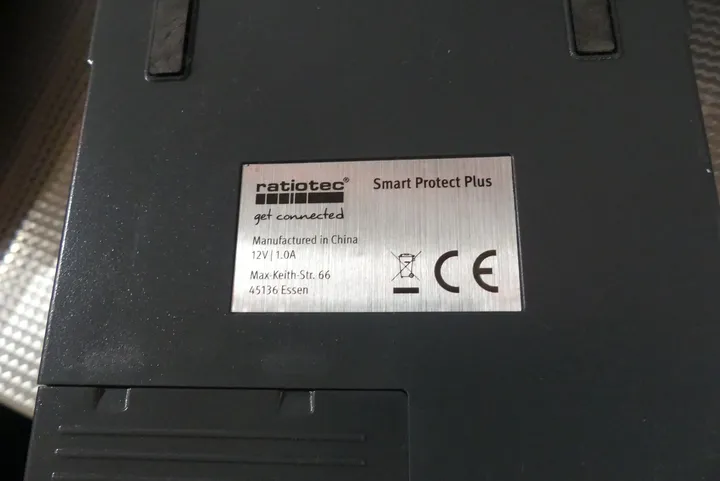 ratiotec®
Smart Protect Plus
get connected
Manufactured in China
12V | 1.0A
Max-Keith-Str. 66
45136 Essen
CE